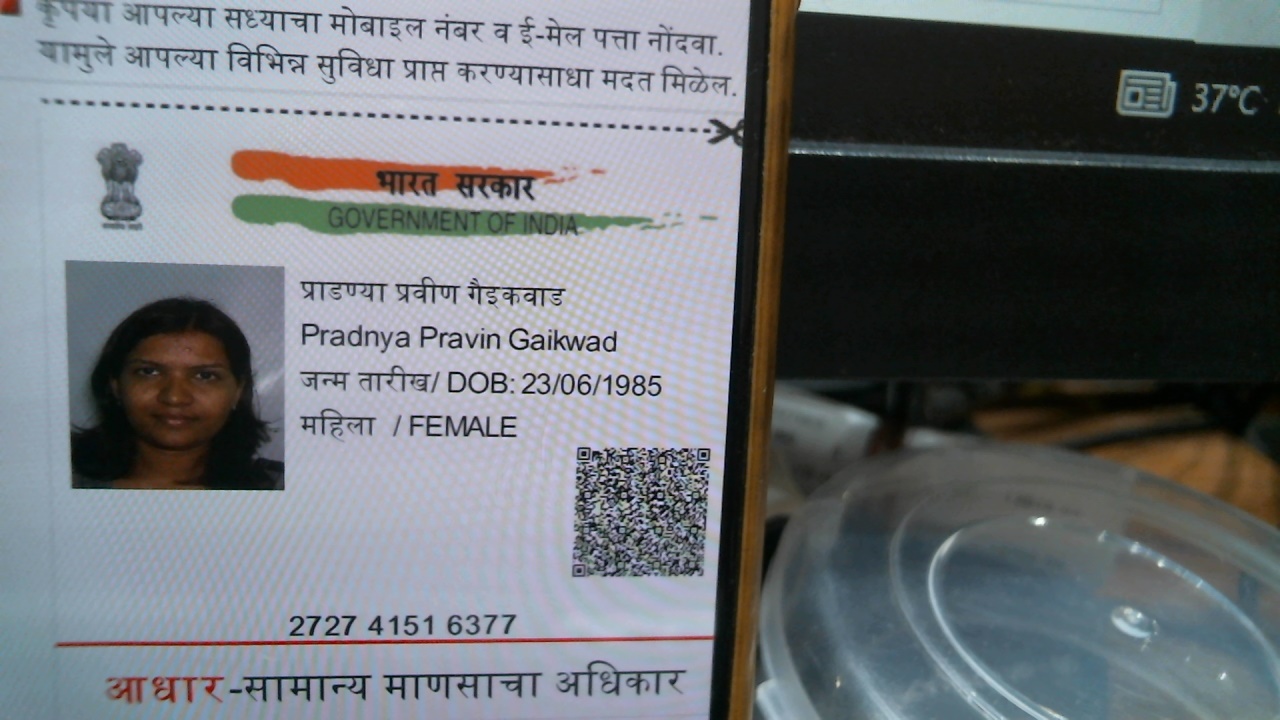 कृपया आपल्या सध्याचा मोबाइल नंबर व ई-मेल पत्ता नोंदवा.
यामुले आपल्या विभिन्न सुविधा प्राप्त करण्यासाधा मदत मिळेल.
37°C
भारत सरकार
GOVERNMENT OF INDIA
प्राडण्या प्रवीण गैइकवाड
Pradnya Pravin Gaikwad
जन्म तारीख/ DOB: 23/06/1985
महिला / FEMALE
2727 4151 6377
आधार-सामान्य माणसाचा अधिकार